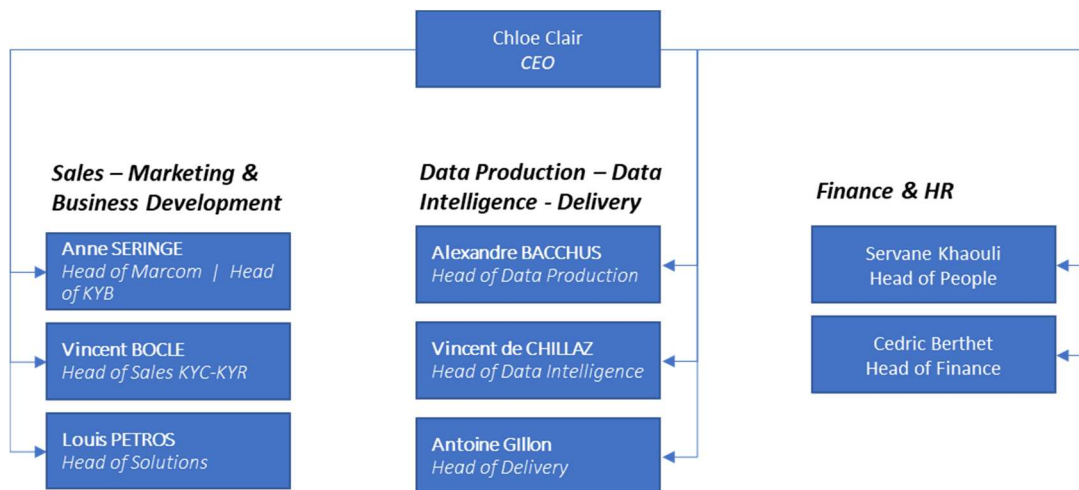 Chloe Clair
CEO
Sales – Marketing &
Business Development
Anne SERINGE
Head of Marcom | Head
of KYB
Vincent BOCLE
Head of Sales KYC-KYR
Louis PETROS
Head of Solutions
Data Production – Data
Intelligence - Delivery
Alexandre BACCHUS
Head of Data Production
Vincent de CHILLAZ
Head of Data Intelligence
Antoine GIllon
Head of Delivery
Finance & HR
Servane Khaouli
Head of People
Cedric Berthet
Head of Finance